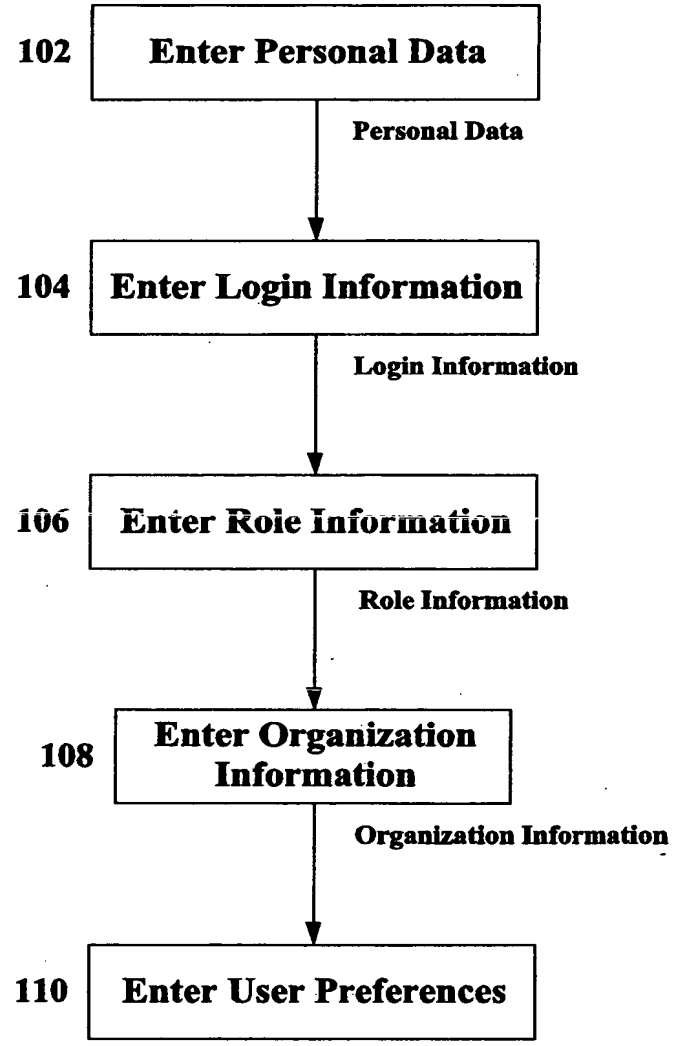 102 Enter Personal Data
Personal Data
104 Enter Login Information
Login Information
106 Enter Role Information
Role Information
108 Enter Organization
Information
Organization Information
110 Enter User Preferences